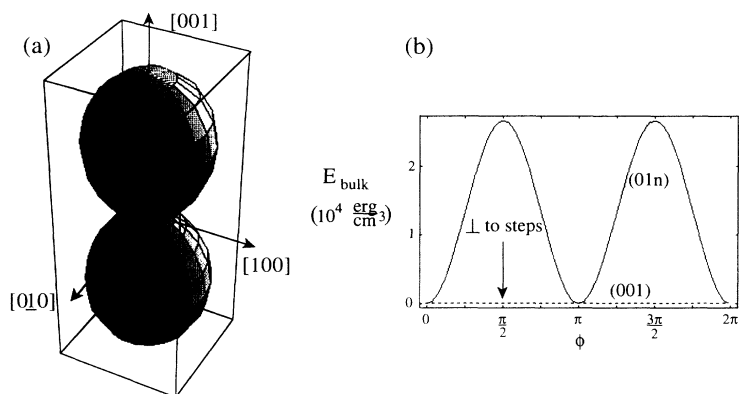 (a)
[001]
[100]
[010]
(b)
E bulk
(10^4 erg/cm^3)
2
1
0
⊥ to steps
(01n)
(001)
0
π/2
π
3π/2
2π
ϕ